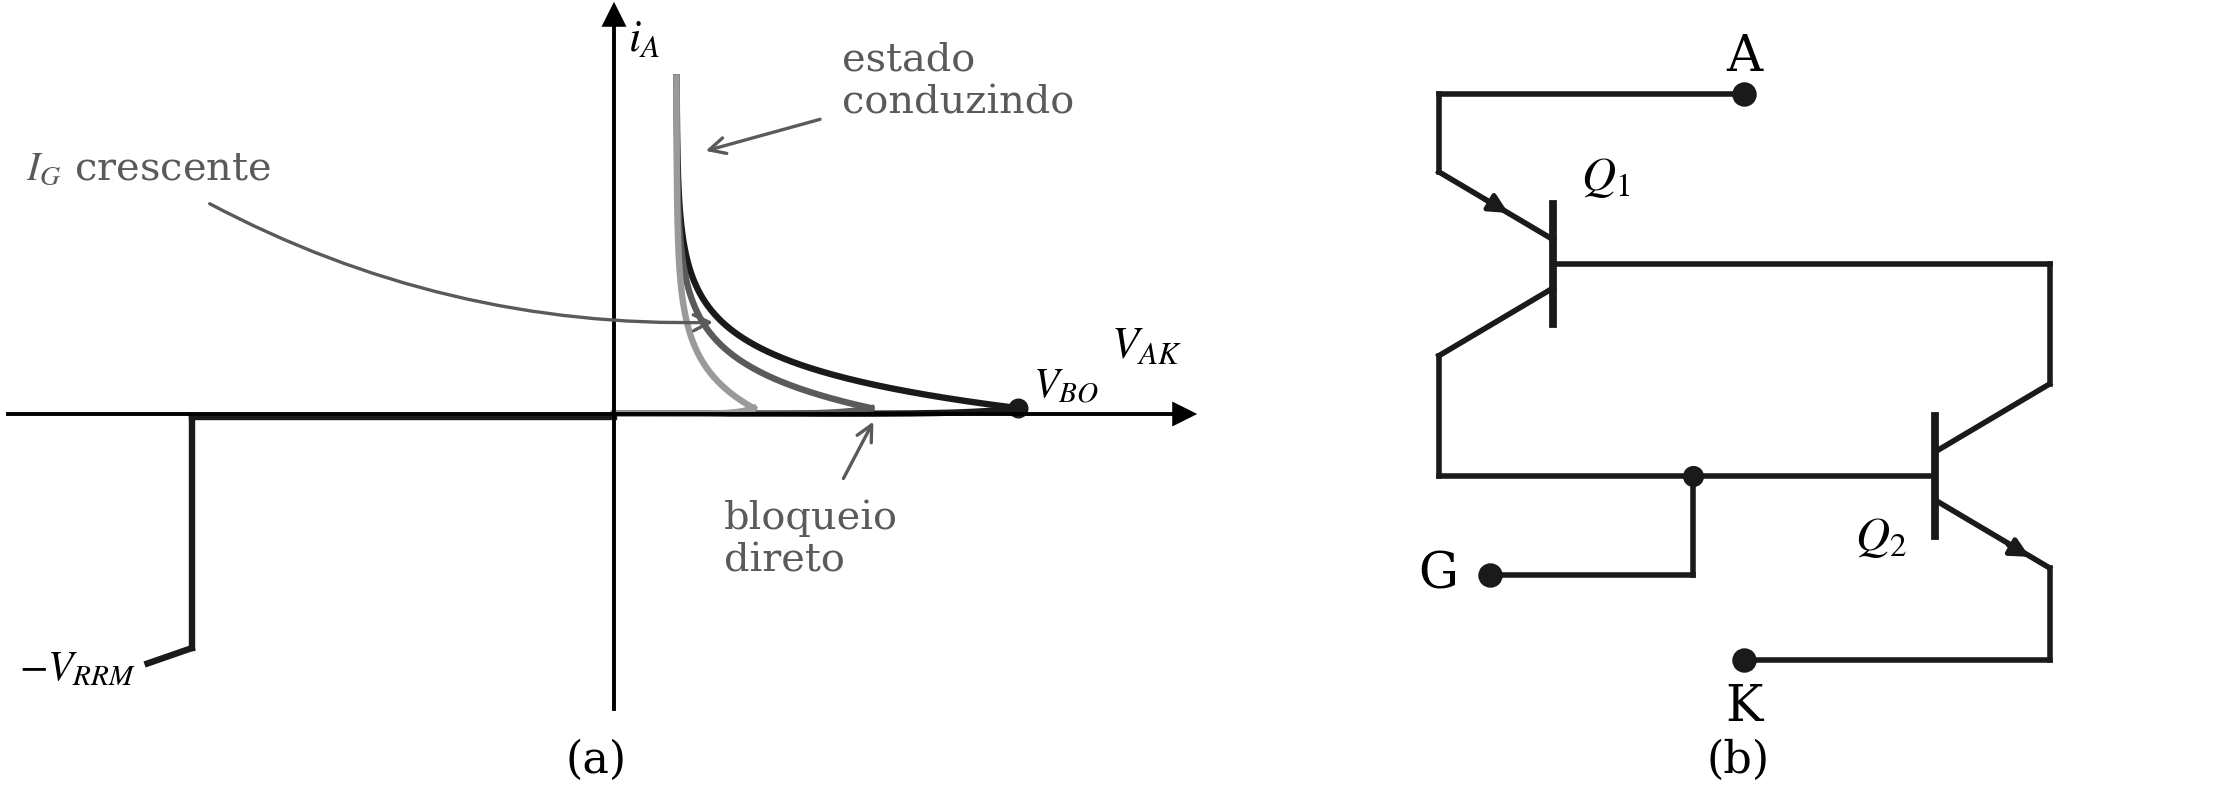 i_A
estado
conduzindo
I_G crescente
V_AK
V_BO
bloqueio
direto
−V_RRM
(a)
A
Q_1
Q_2
G
K
(b)